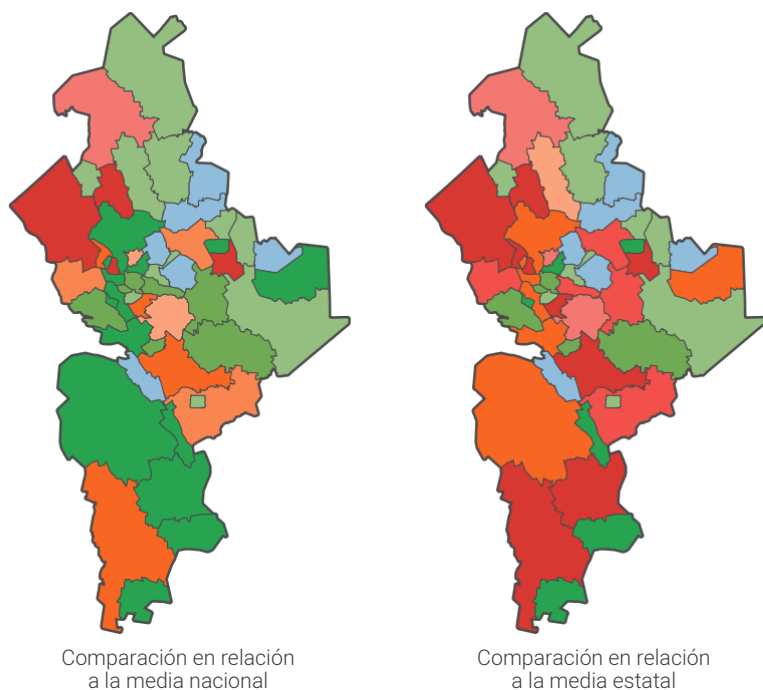 Comparación en relación
a la media nacional
Comparación en relación
a la media estatal